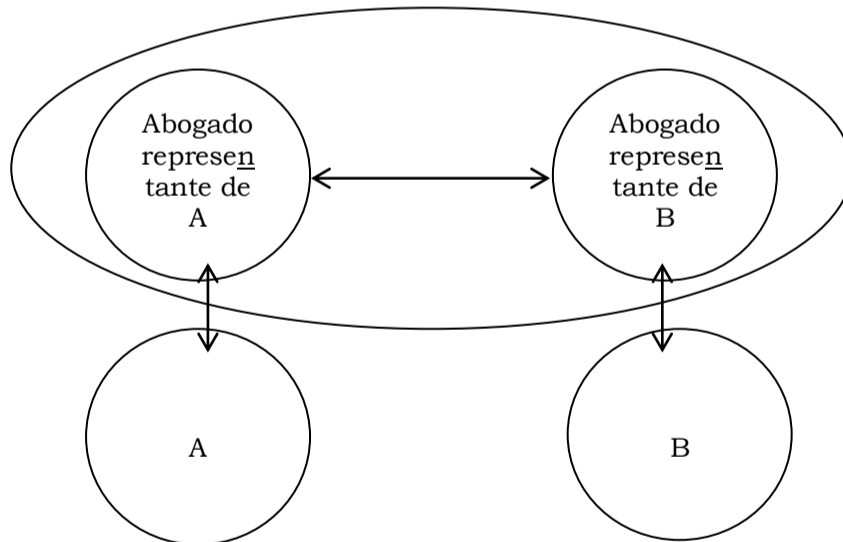 Abogado
represen
tante de
A
Abogado
represen
tante de
B
A
B